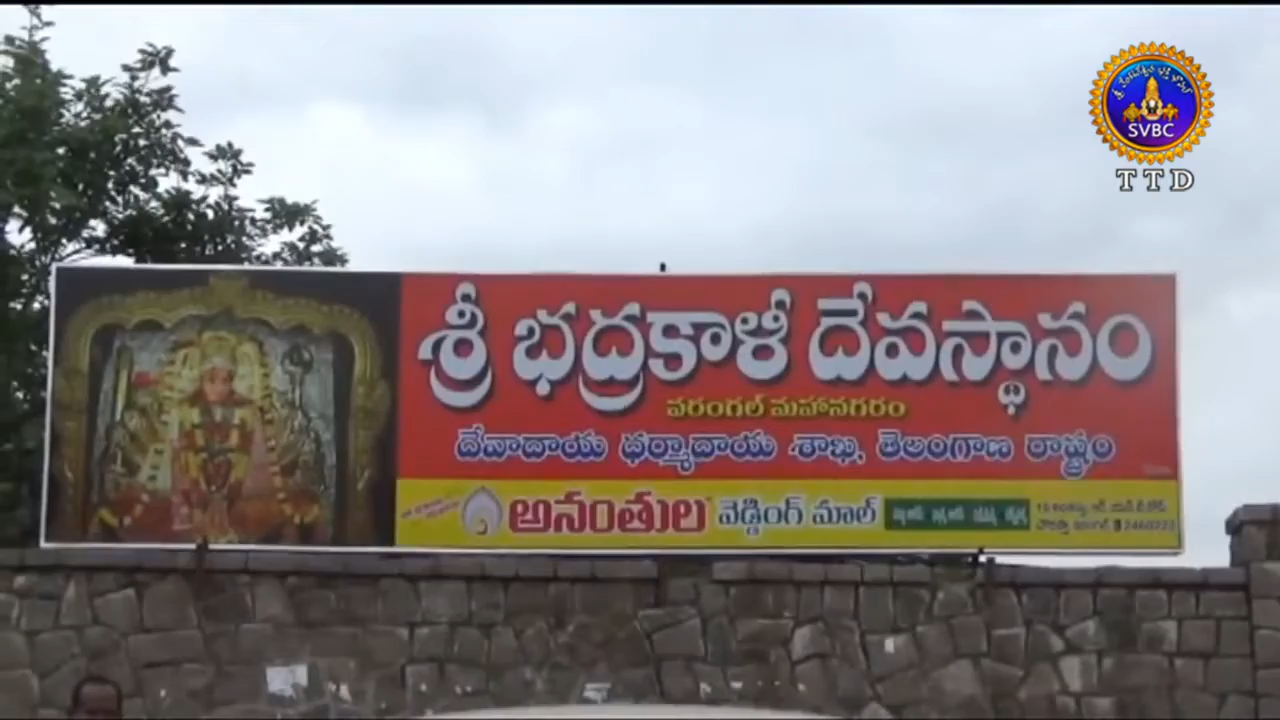 SVBC
TTD
శ్రీ భద్రకాళీ దేవస్థానం
వరంగల్ మహానగరం
దేవాదాయ ధర్మాదాయ శాఖ, తెలంగాణ రాష్ట్రం
అనంతుల వెడ్డింగ్ మాల్